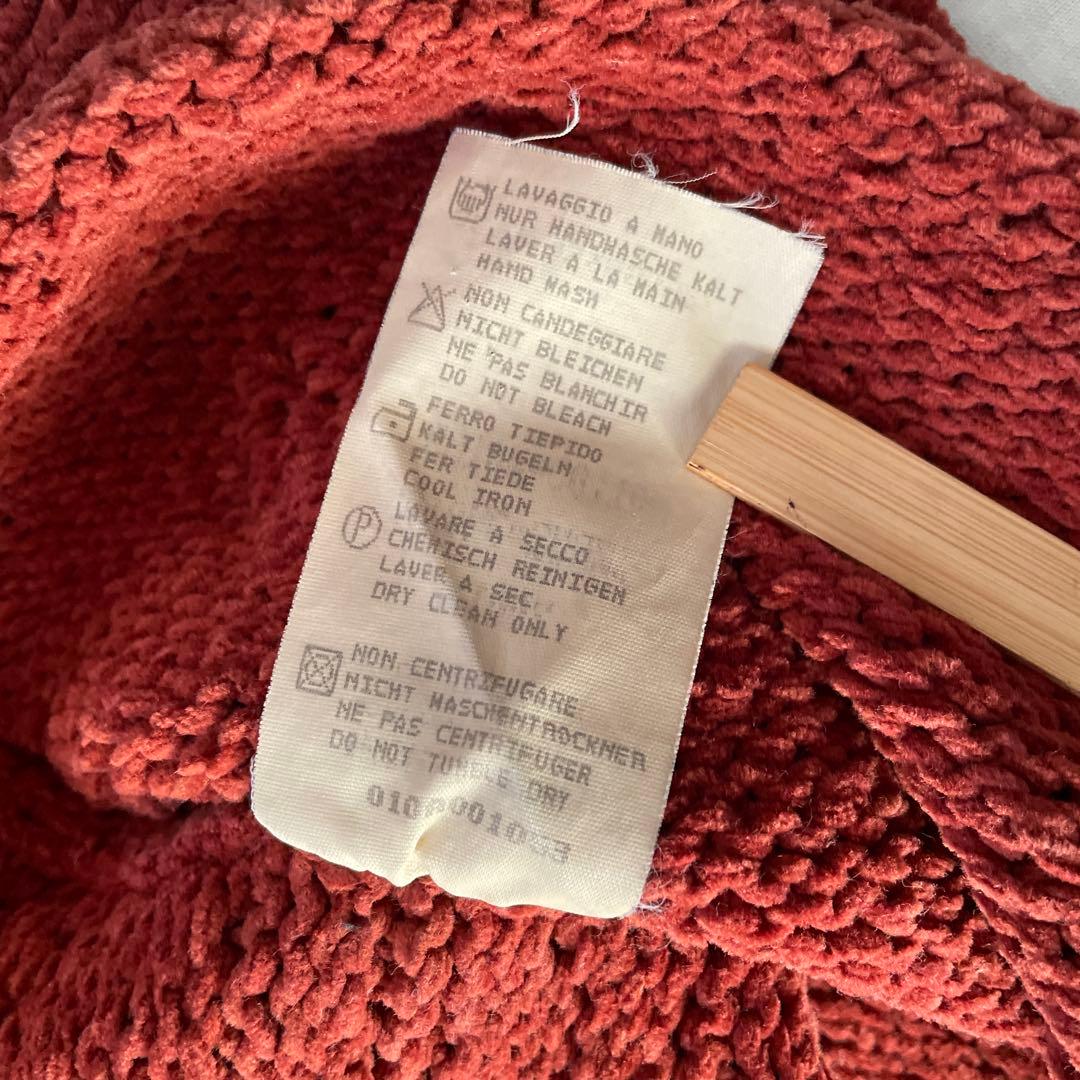 LAVAGGIO A MANO
NUR HANDWASCHE KALT
LAVER A LA MAIN
HAND WASH
NON CANDEGGIARE
NICHT BLEICHEN
NE PAS BLANCHIR
DO NOT BLEACH
FERRO TIEPIDO
KALT BUGELN
FER TIEDE
COOL IRON
P
LAVARE A SECCO
CHEMISCH REINIGEN
LAVER A SEC
DRY CLEAN ONLY
NON CENTRIFUGARE
NICHT WASCHENTROCKNER
NE PAS CENTRIFUGER
DO NOT TUMBLE DRY